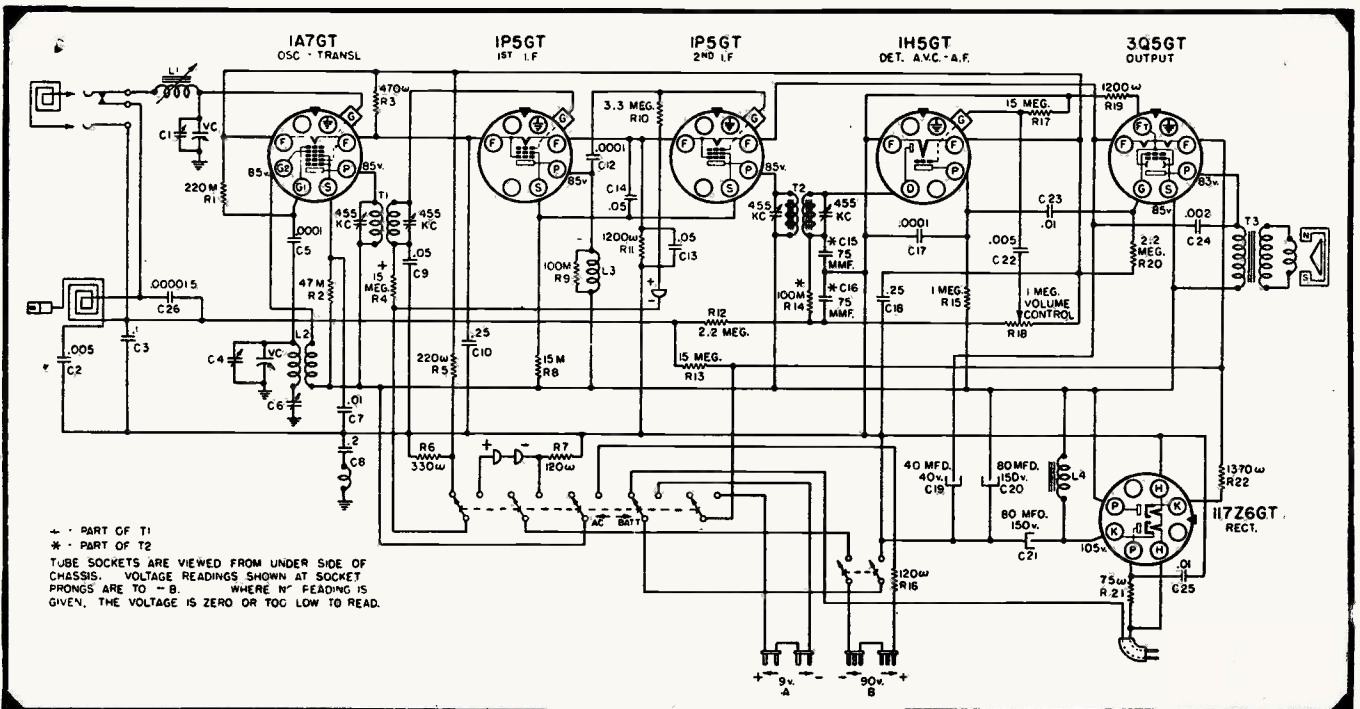 1A7GT
OSC - TRANSL
1P5GT
1ST I.F
1P5GT
2ND I.F
1H5GT
DET. A.V.C. - A.F.
3Q5GT
OUTPUT
L1
C1
VC
470ω
R3
G
F
F
G2
P
G1
S
85v.
85v.
220 M
R1
.0001
C5
T1
455
KC
455
KC
.05
C9
+
15
MEG.
R4
47 M
R2
G
F
F
P
S
85v
.0001
C12
3.3 MEG.
R10
C14
.05
1200ω
R11
.05
C13
100M
R9
L3
-
+
-
G
F
F
P
S
85v
T2
455
KC
455
KC
* C15
75
MMF.
* C16
75
MMF.
*
100M
R14
G
F
F
D
P
15 MEG.
R17
.0001
C17
.25
C18
1 MEG.
R15
.005
C22
C23
.01
1 MEG.
VOLUME
CONTROL
R18
1200ω
R19
FT
F
F
G
P
S
83v.
85v
2.2
MEG.
R20
.002
C24
T3
N
S
.000015
C26
.005
C2
.1
C3
C4
VC
L2
C6
.01
C7
.2
C8
220ω
R5
.25
C10
15 M
R8
R12
2.2 MEG.
15 MEG.
R13
R6
330ω
+ -
R7
120ω
AC BATT
40 MFD.
40v.
C19
80 MFD.
150v.
C20
L4
80 MFD.
150v.
C21
120ω
R16
1370ω
R22
P
H
K
K
P
H
105v.
117Z6GT
RECT.
75ω
R21
.01
C25
+ - PART OF T1
* - PART OF T2
TUBE SOCKETS ARE VIEWED FROM UNDER SIDE OF
CHASSIS. VOLTAGE READINGS SHOWN AT SOCKET
PRONGS ARE TO - B. WHERE READING IS
GIVEN, THE VOLTAGE IS ZERO OR TOO LOW TO READ.
+ 9v. -
A
- 90v. +
B